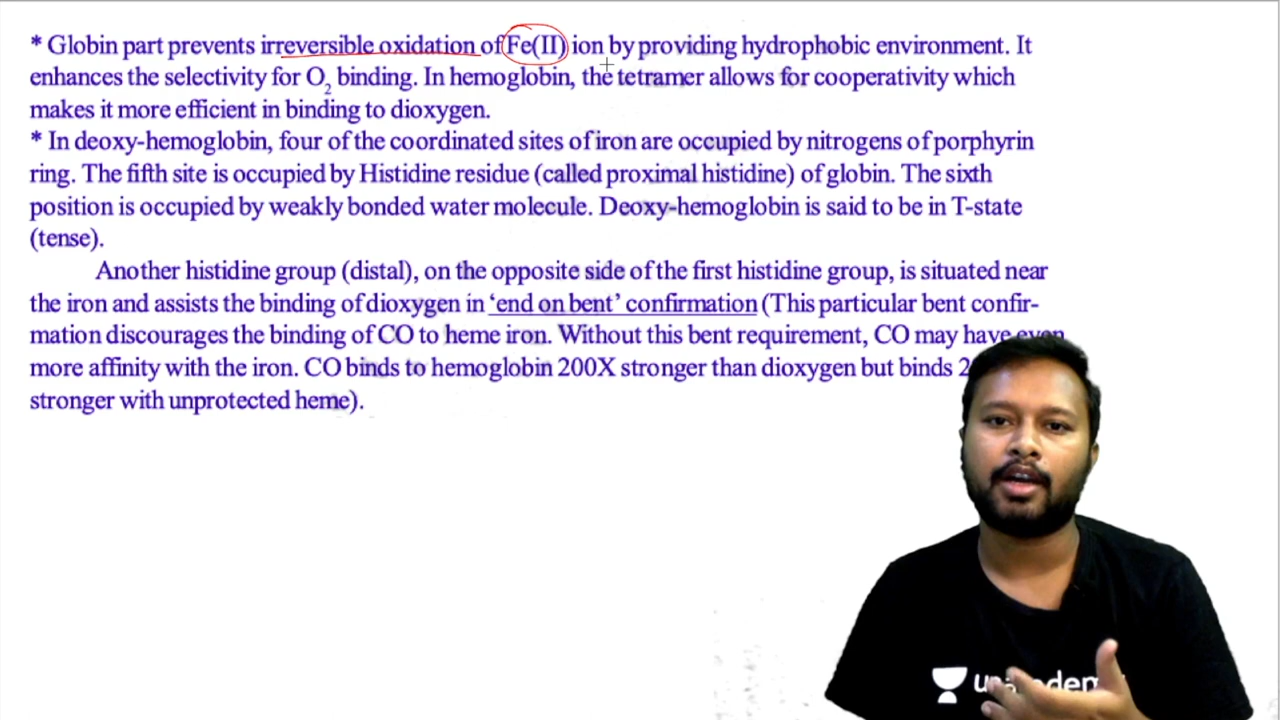 * Globin part prevents irreversible oxidation of Fe(II) ion by providing hydrophobic environment. It
enhances the selectivity for O₂ binding. In hemoglobin, the tetramer allows for cooperativity which
makes it more efficient in binding to dioxygen.
* In deoxy-hemoglobin, four of the coordinated sites of iron are occupied by nitrogens of porphyrin
ring. The fifth site is occupied by Histidine residue (called proximal histidine) of globin. The sixth
position is occupied by weakly bonded water molecule. Deoxy-hemoglobin is said to be in T-state
(tense).
Another histidine group (distal), on the opposite side of the first histidine group, is situated near
the iron and assists the binding of dioxygen in ‘end on bent’ confirmation (This particular bent confir-
mation discourages the binding of CO to heme iron. Without this bent requirement, CO may have even
more affinity with the iron. CO binds to hemoglobin 200X stronger than dioxygen but binds
stronger with unprotected heme).